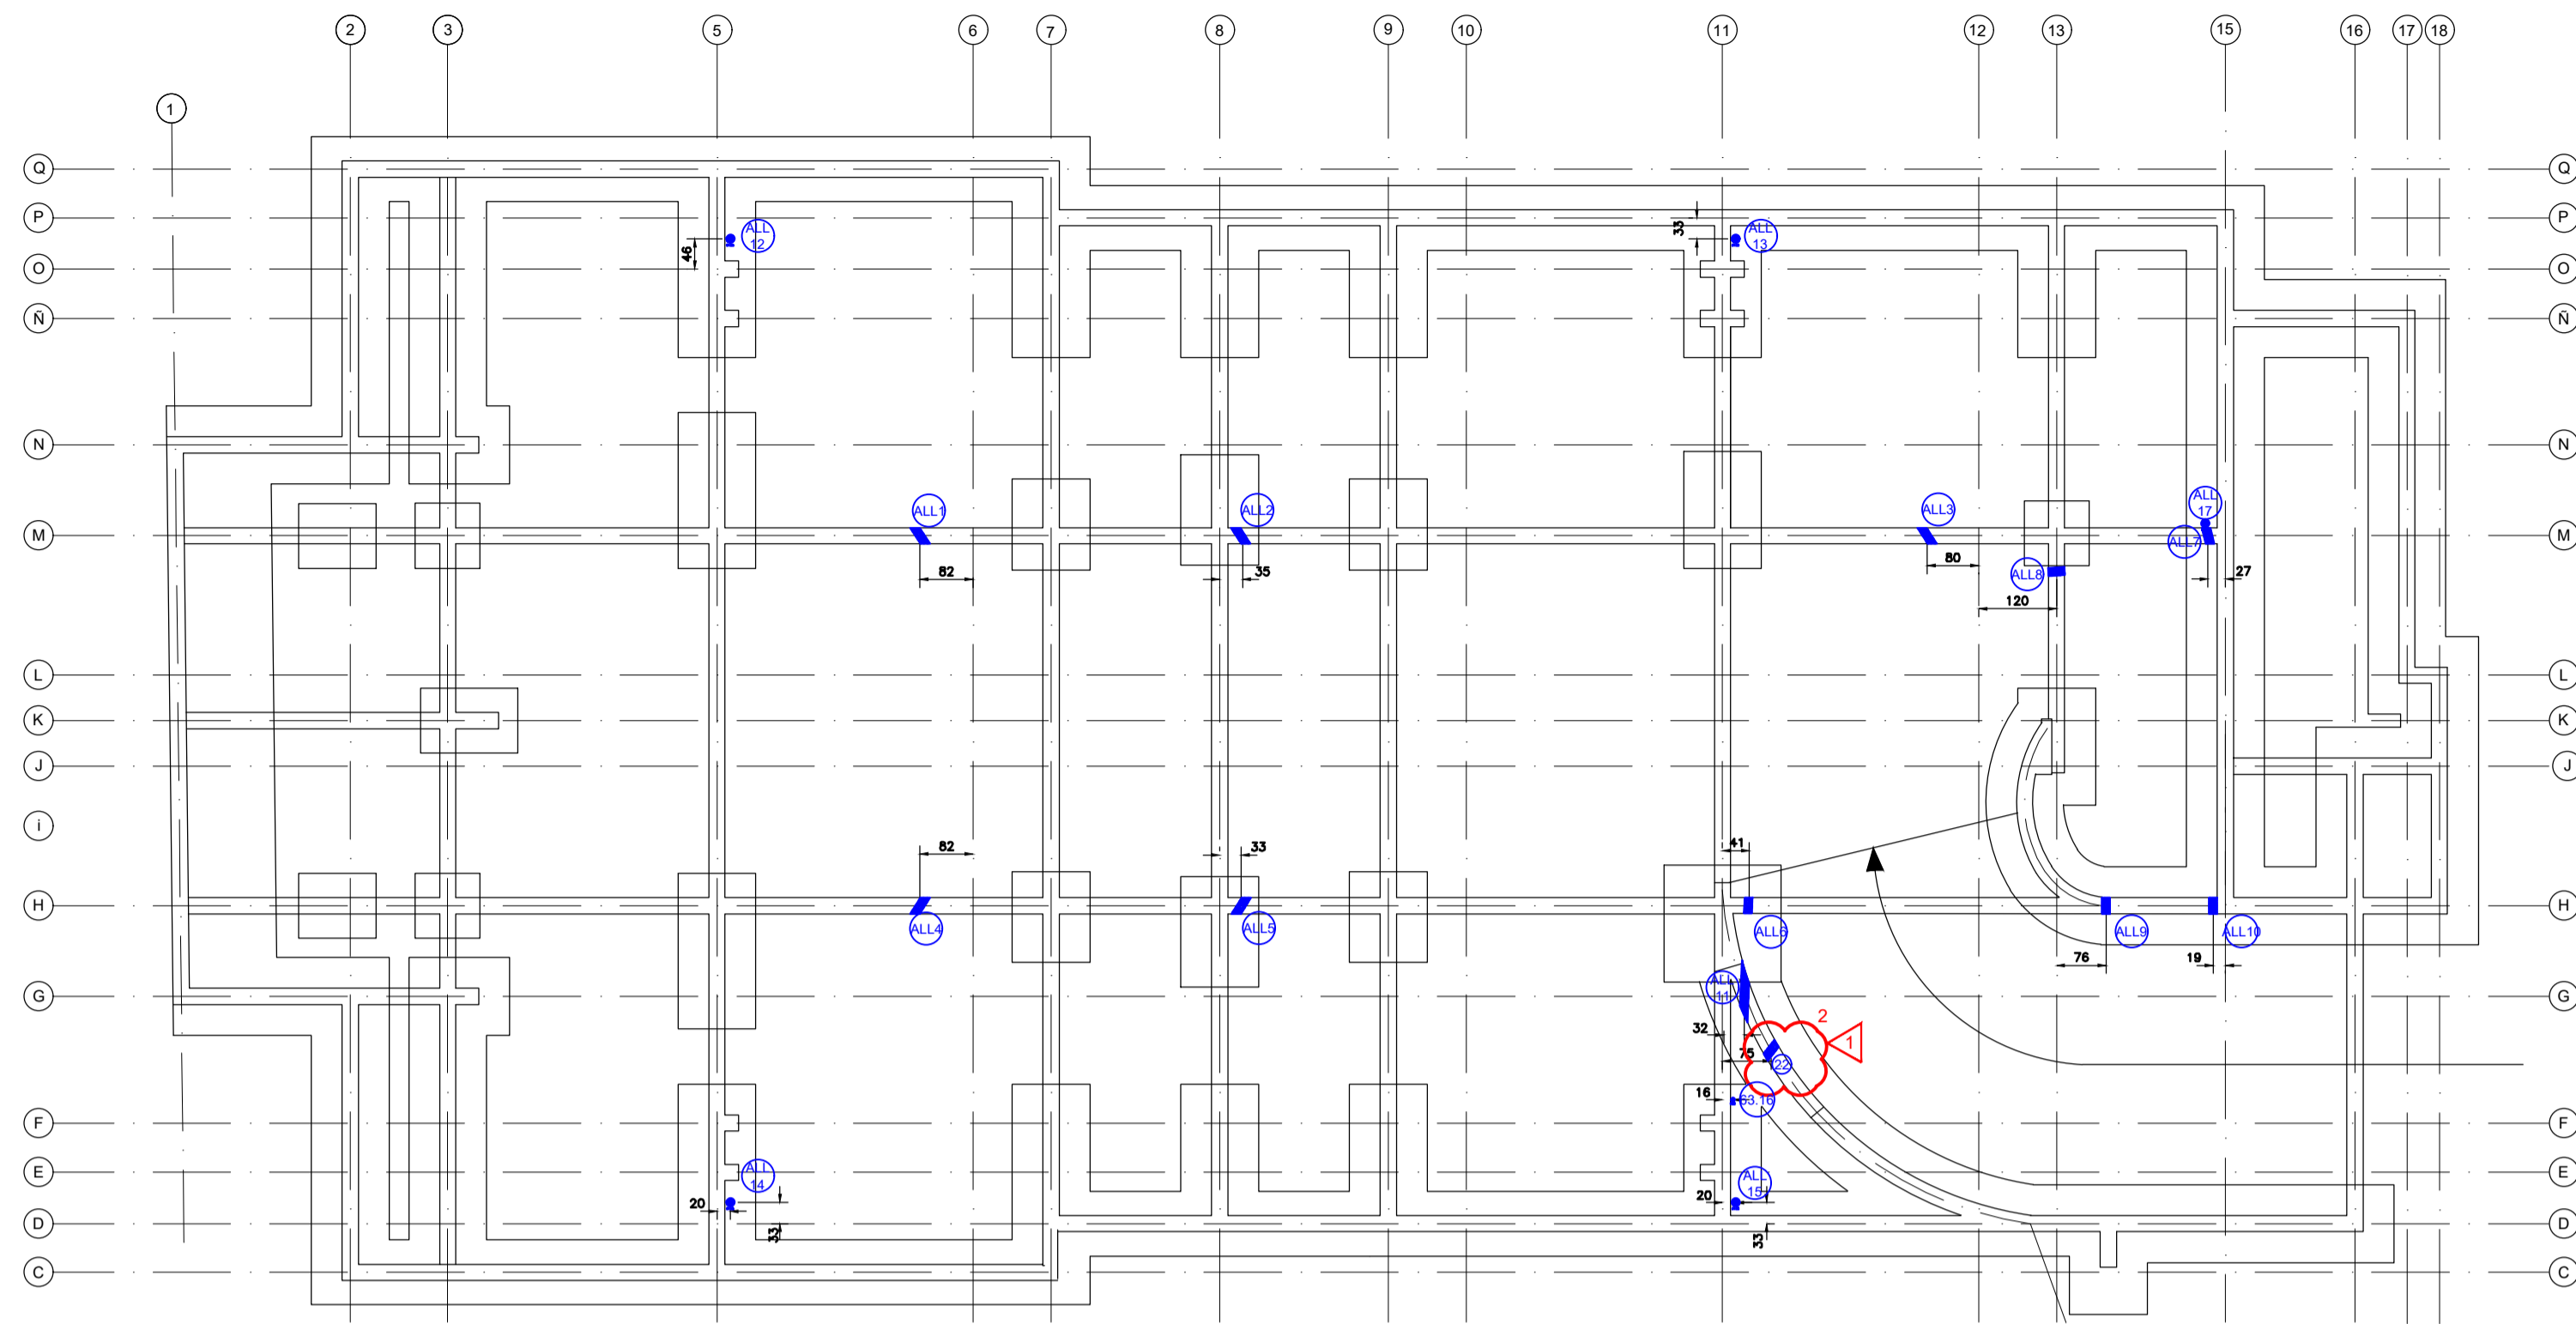 2 3 5 6 7 8 9 10 11 12 13 15 16 17 18
1
Q Q
P 33 P
ALL
12
ALL
13
46
O O
Ñ Ñ
N N
ALL1 ALL2 ALL3 ALL
17
M ALL7 M
82 35 80 ALL8 27
120
L L
K K
J J
i
82 33 41
H H
ALL4 ALL5 ALL6 ALL9 ALL10
76 19
G ALL
11 G
32 2
75 1
16
F F
E ALL
14 ALL
15 E
20 20
D 33 33 D
C C